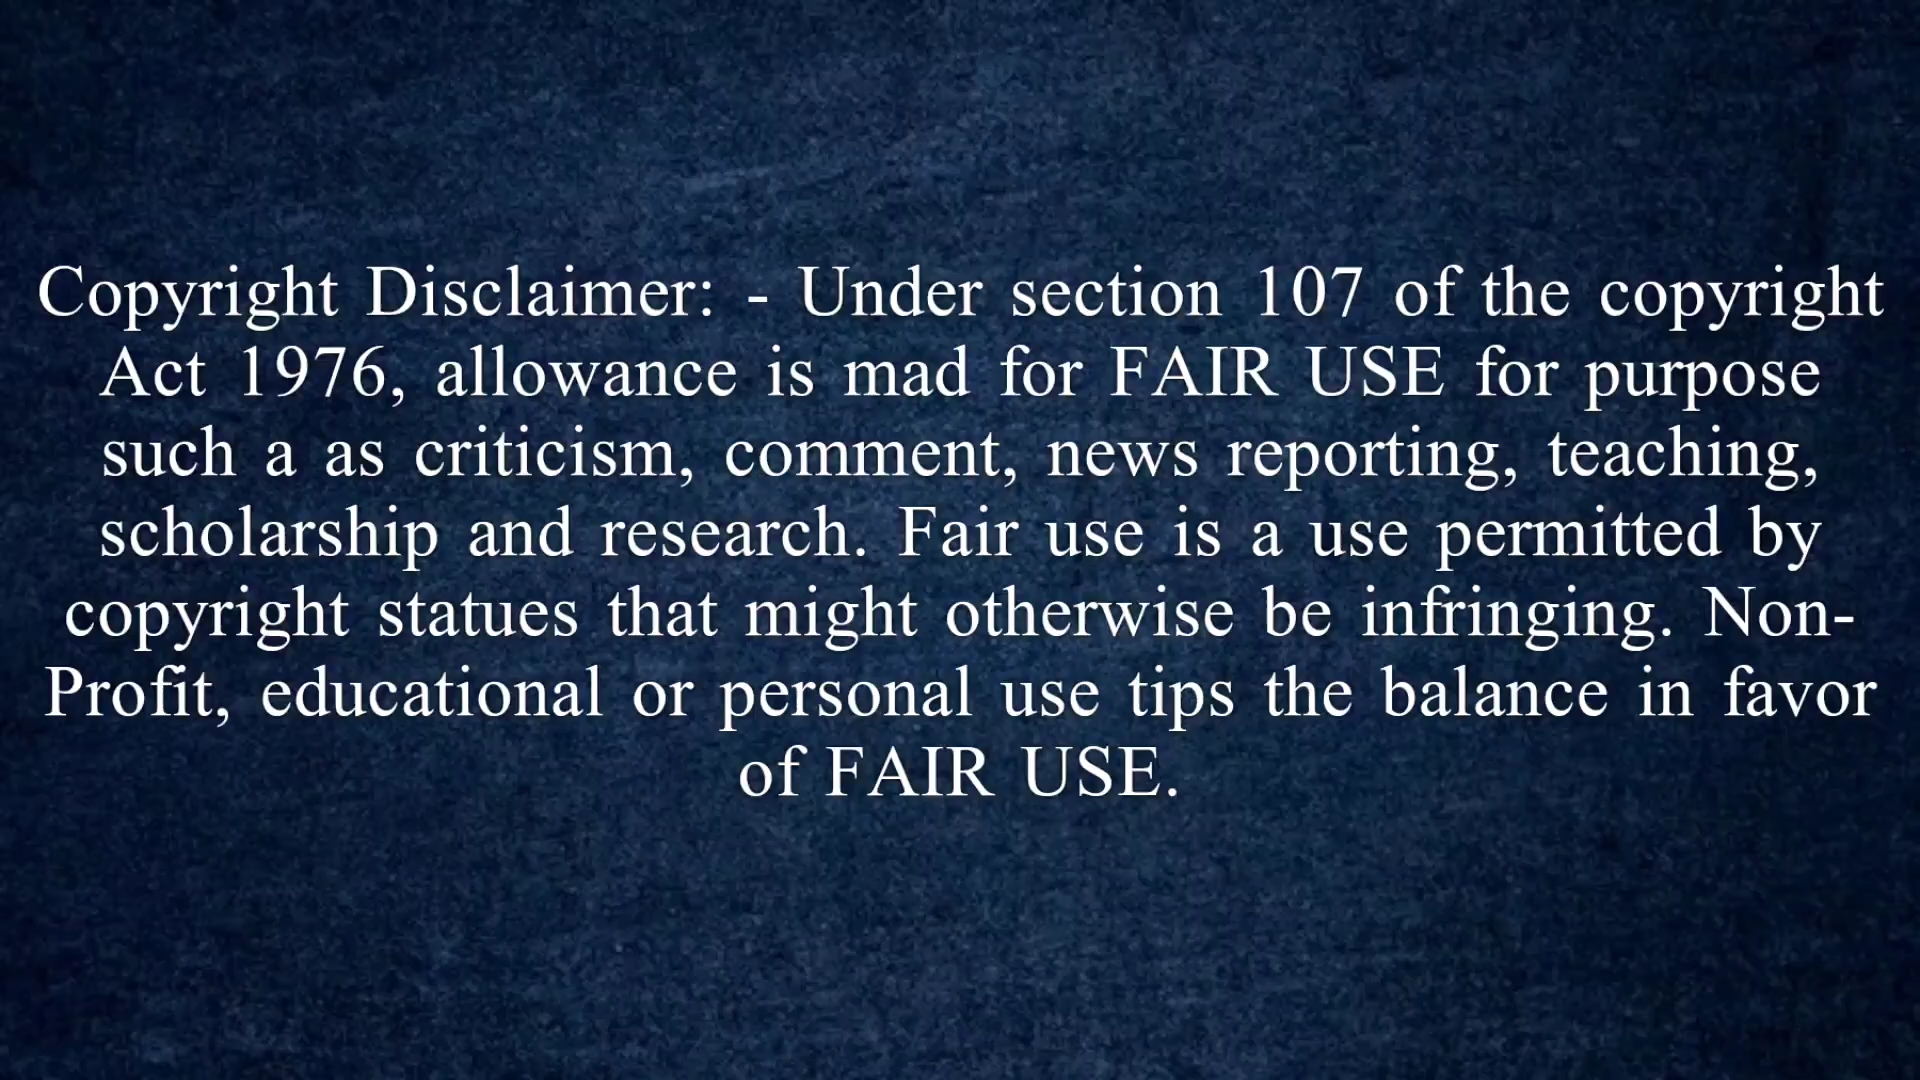 Copyright Disclaimer: - Under section 107 of the copyright
Act 1976, allowance is mad for FAIR USE for purpose
such a as criticism, comment, news reporting, teaching,
scholarship and research. Fair use is a use permitted by
copyright statues that might otherwise be infringing. Non-
Profit, educational or personal use tips the balance in favor
of FAIR USE.